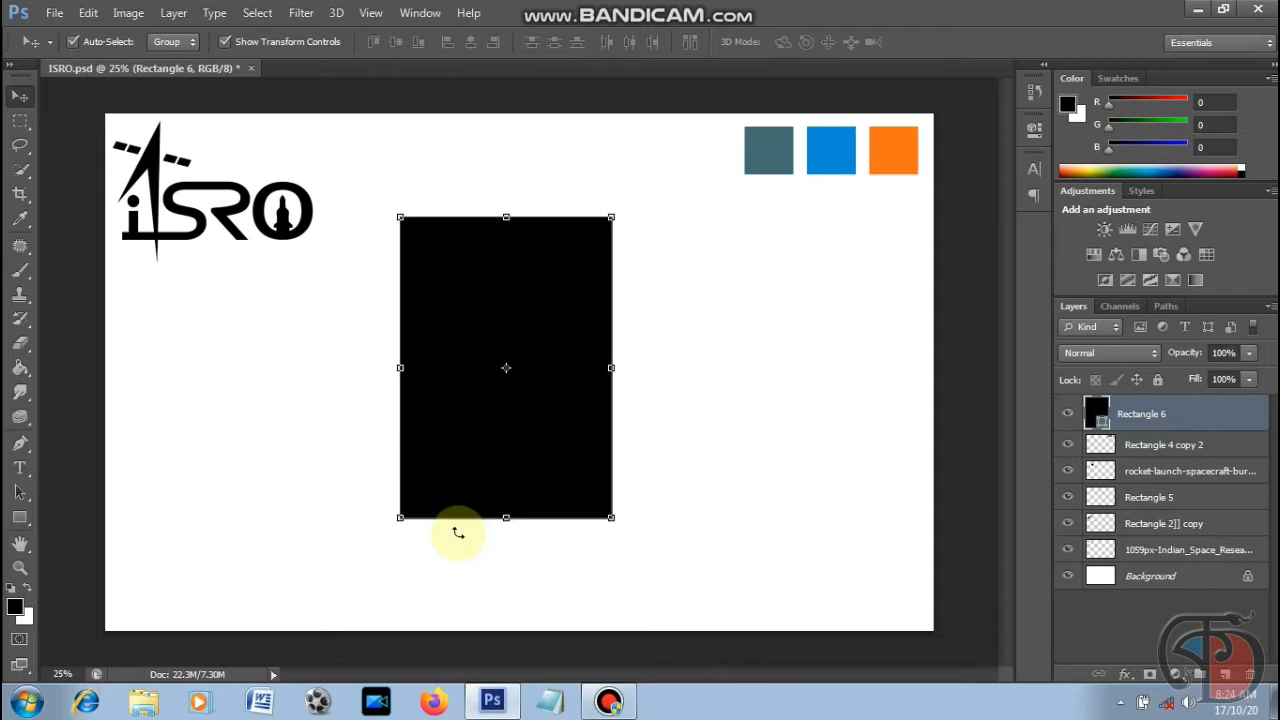 Ps File Edit Image Layer Type Select Filter 3D View Window Help
www.BANDICAM.com
Auto-Select: Group Show Transform Controls 3D Mode: Essentials
ISRO.psd @ 25% (Rectangle 6, RGB/8) * ×
iSRO
Color Swatches
R 0
G 0
B 0
Adjustments Styles
Add an adjustment
Layers Channels Paths
Kind
Normal Opacity: 100%
Lock: Fill: 100%
Rectangle 6
Rectangle 4 copy 2
rocket-launch-spacecraft-bur...
Rectangle 5
Rectangle 2]] copy
1059px-Indian_Space_Resea...
Background
25% Doc: 22.3M/7.30M
Ps
8:24 AM
17/10/20